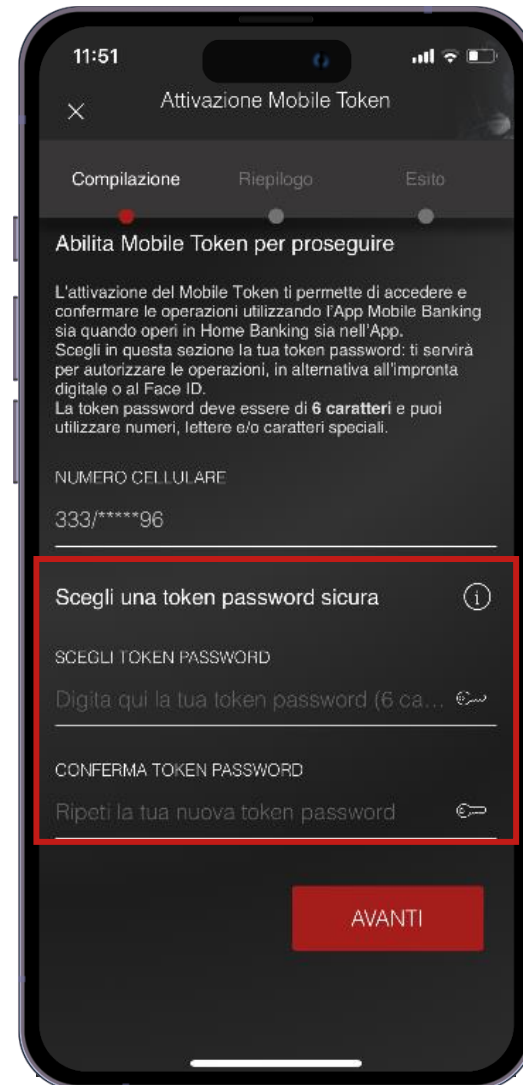 11:51
Attivazione Mobile Token
Compilazione
Riepilogo
Esito
Abilita Mobile Token per proseguire
L'attivazione del Mobile Token ti permette di accedere e
confermare le operazioni utilizzando l'App Mobile Banking
sia quando operi in Home Banking sia nell'App.
Scegli in questa sezione la tua token password: ti servirà
per autorizzare le operazioni, in alternativa all'impronta
digitale o al Face ID.
La token password deve essere di 6 caratteri e puoi
utilizzare numeri, lettere e/o caratteri speciali.
NUMERO CELLULARE
333/*****96
Scegli una token password sicura
SCEGLI TOKEN PASSWORD
Digita qui la tua token password (6 ca...
CONFERMA TOKEN PASSWORD
Ripeti la tua nuova token password
AVANTI